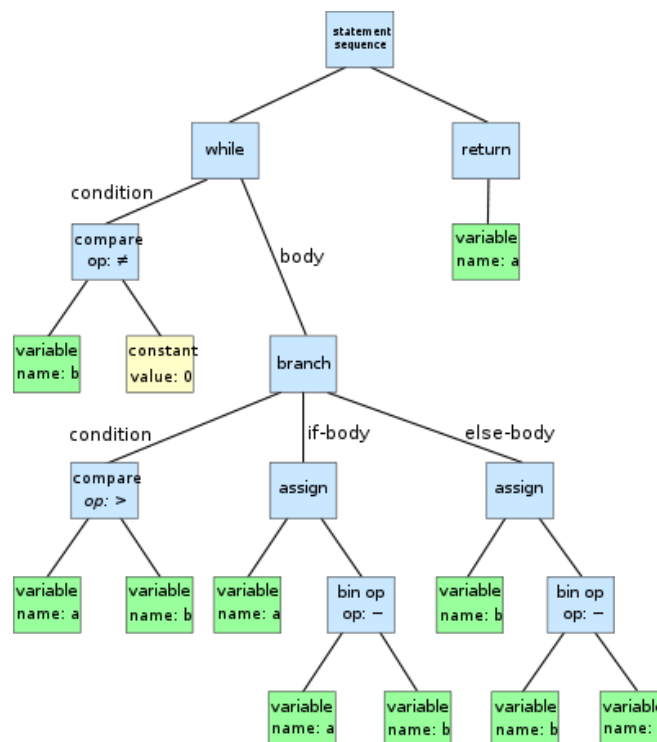 statement
sequence
while
return
condition
compare
op: ≠
body
variable
name: a
variable
name: b
constant
value: 0
branch
condition
if-body
else-body
compare
op: >
assign
assign
variable
name: a
variable
name: b
variable
name: a
bin op
op: −
variable
name: b
bin op
op: −
variable
name: a
variable
name: b
variable
name: b
variable
name: